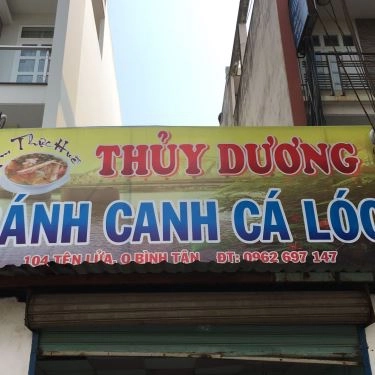 Thực Huế
THỦY DƯƠNG
ÁNH CANH CÁ LÓC
104 TÊN LỬA, Q BÌNH TÂN ĐT: 0962 697 147